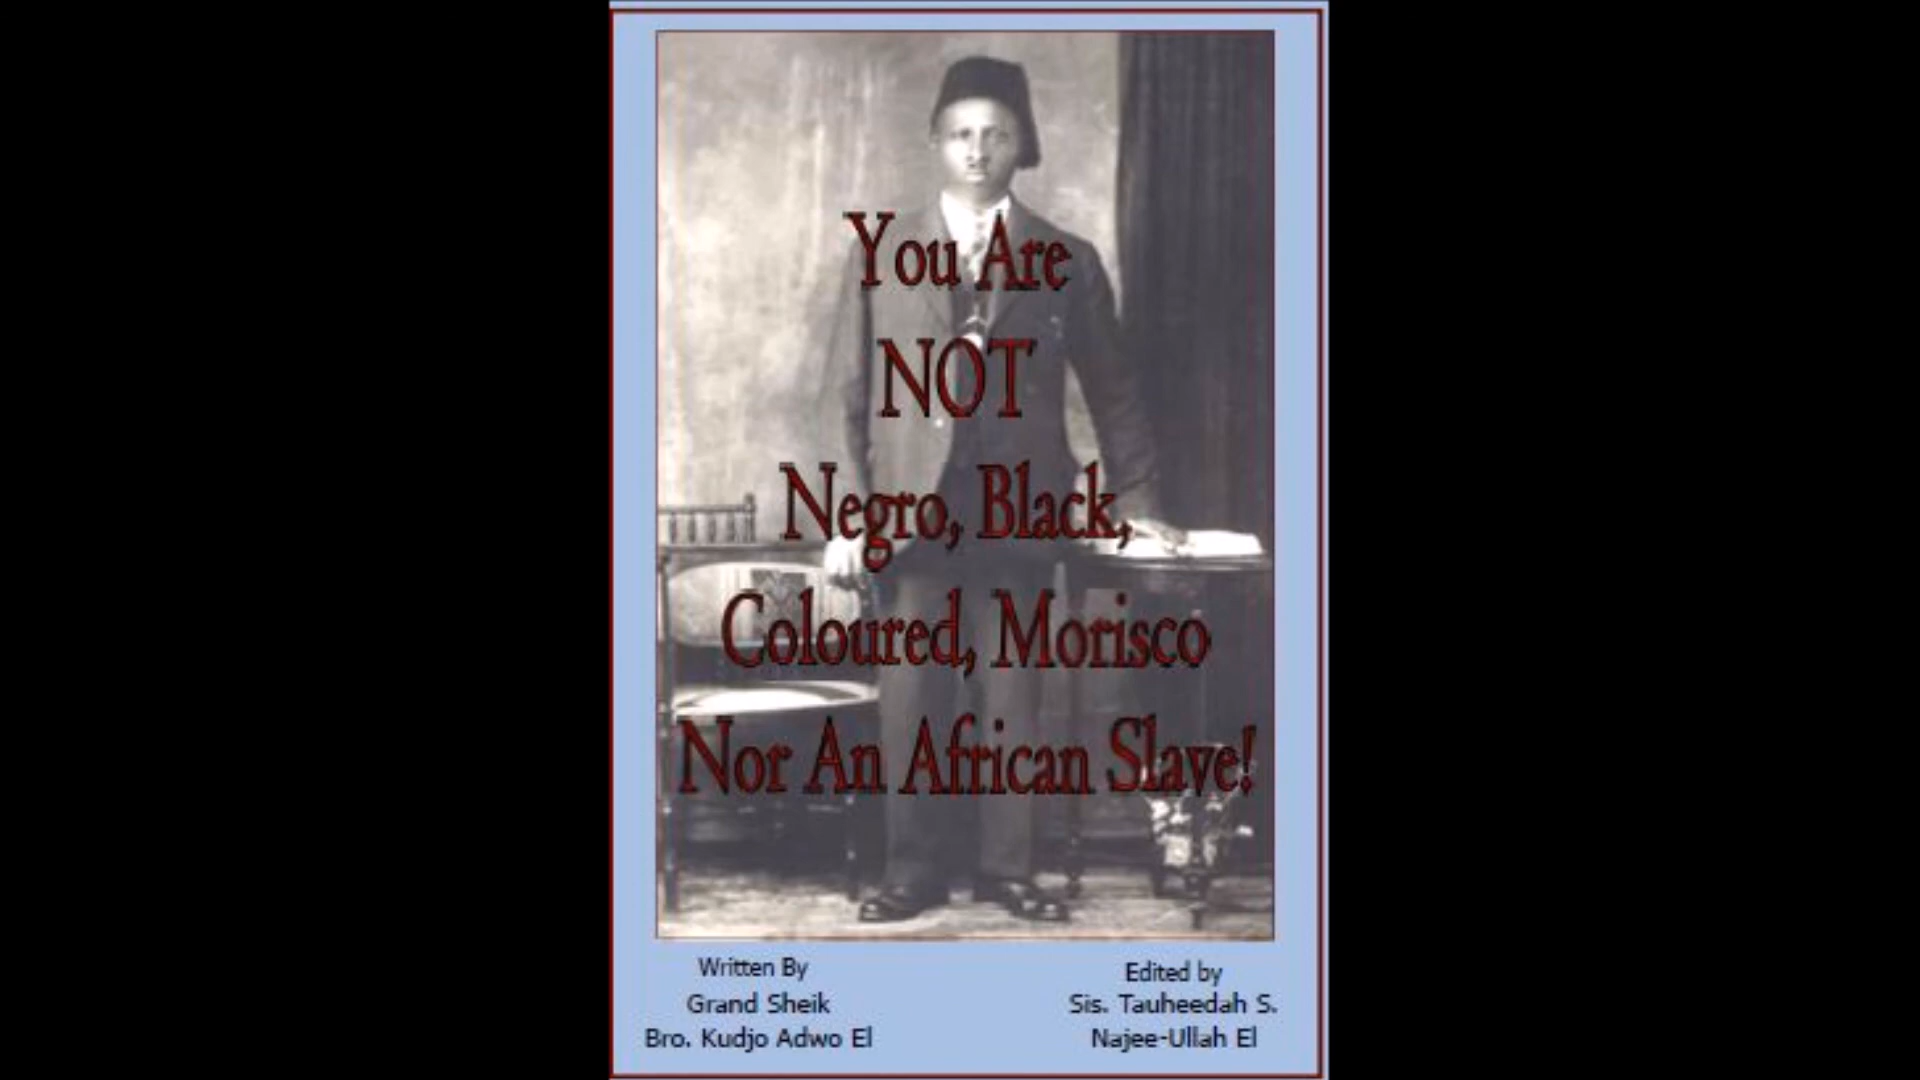 You Are
NOT
Negro, Black,
Coloured, Morisco
Nor An African Slave!
Written By
Grand Sheik
Bro. Kudjo Adwo El
Edited by
Sis. Tauheedah S.
Najee-Ullah El